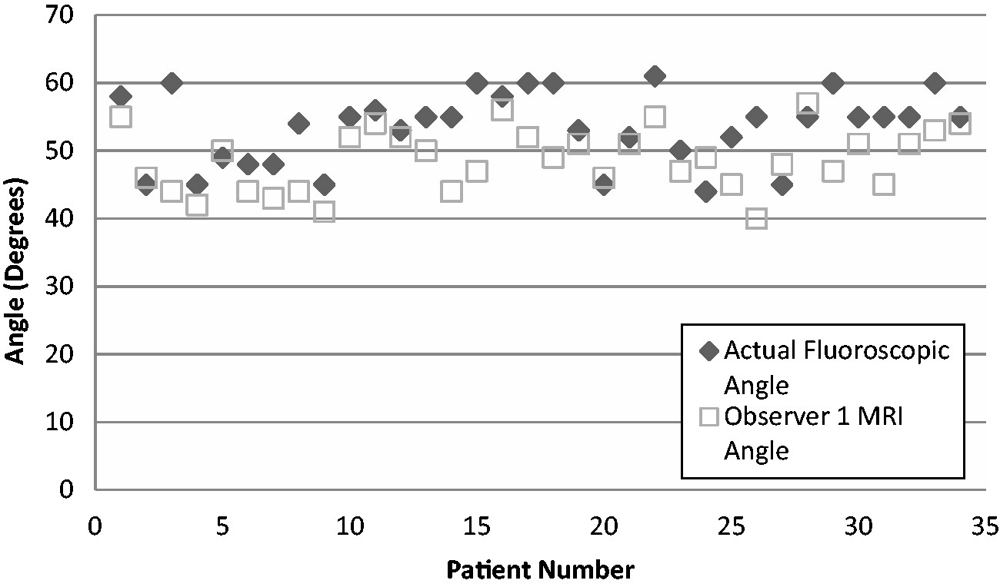 70
60
50
40
30
20
10
0
Angle (Degrees)
Actual Fluoroscopic
Angle
Observer 1 MRI
Angle
0 5 10 15 20 25 30 35
Patient Number